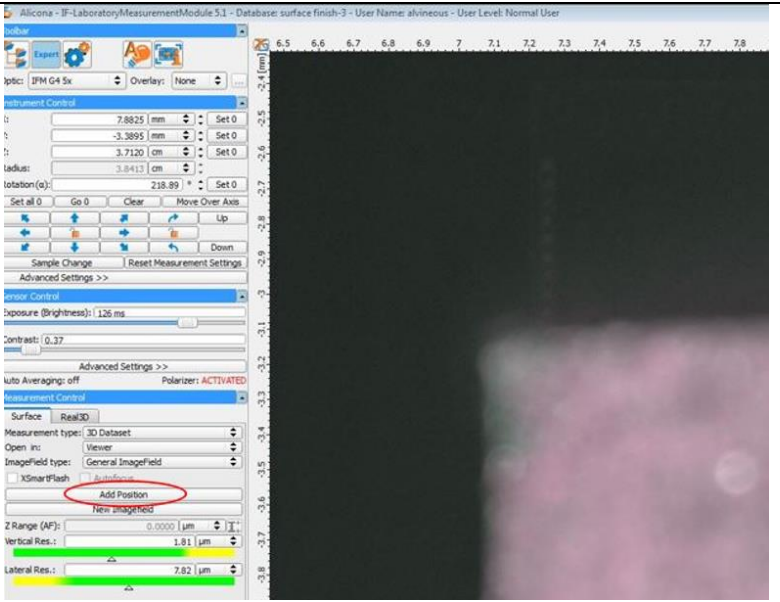 Alicona - IF-LaboratoryMeasurementModule 5.1 - Database: surface finish-3 - User Name: alvineous - User Level: Normal User
Toolbar
Expert
Optic: IFM G4 5x Overlay: None ...
Instrument Control
X: 7.8825 mm Set 0
Y: -3.3895 mm Set 0
Z: 3.7120 cm Set 0
Radius: 3.8413 cm
Rotation (α): 218.89 ° Set 0
Set all 0 Go 0 Clear Move Over Axis
Up
Down
Sample Change Reset Measurement Settings
Advanced Settings >>
Sensor Control
Exposure (Brightness): 126 ms
Contrast: 0.37
Advanced Settings >>
Auto Averaging: off Polarizer: ACTIVATED
Measurement Control
Surface Real3D
Measurement type: 3D Dataset
Open in: Viewer
ImageField type: General ImageField
XSmartFlash Autofocus
Add Position
New Imagefield
Z Range (AF): 0.0000 µm
Vertical Res.: 1.81 µm
Lateral Res.: 7.82 µm
6.5 6.6 6.7 6.8 6.9 7 7.1 7.2 7.3 7.4 7.5 7.6 7.7 7.8
[mm]
-2.4
-2.5
-2.6
-2.7
-2.8
-2.9
-3
-3.1
-3.2
-3.3
-3.4
-3.5
-3.6
-3.7
-3.8